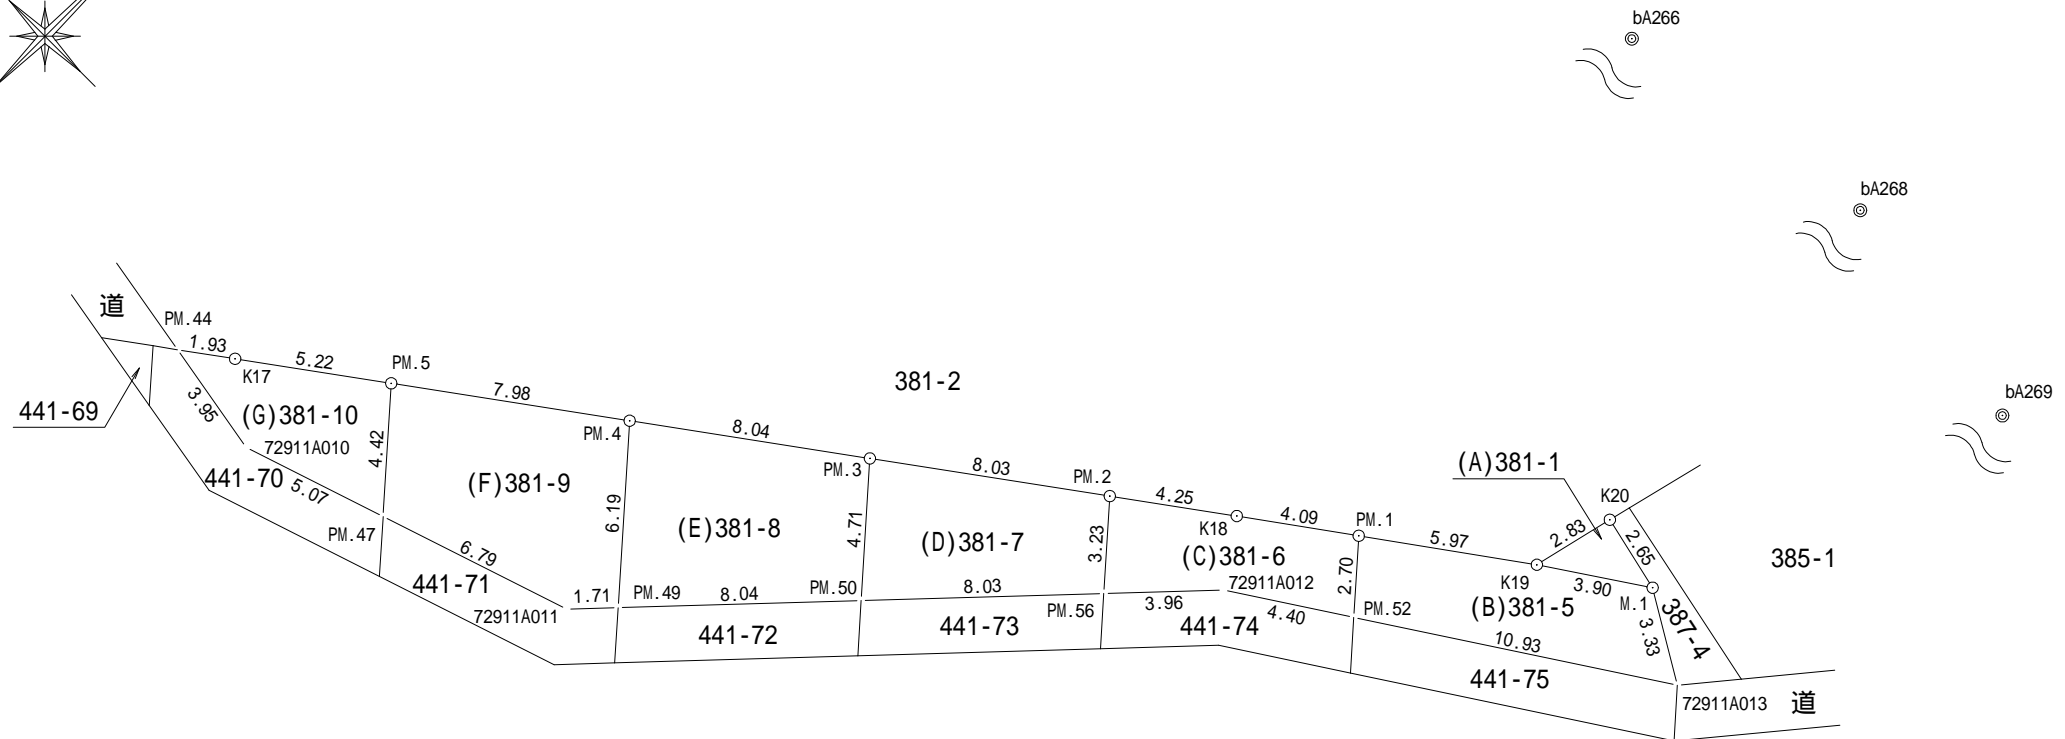 bA266
bA268
bA269
道
PM.44
1.93
K17
5.22
PM.5
7.98
381-2
441-69
3.95
(G)381-10
72911A010
4.42
PM.4
8.04
PM.3
8.03
PM.2
4.25
K18
4.09
PM.1
5.97
(A)381-1
K20
2.83
2.65
385-1
441-70
5.07
(F)381-9
6.19
(E)381-8
4.71
(D)381-7
3.23
(C)381-6
2.70
K19
3.90
M.1
PM.47
6.79
441-71
72911A011
1.71
PM.49
8.04
PM.50
8.03
PM.56
3.96
72911A012
4.40
PM.52
(B)381-5
3.33
387-4
441-72
441-73
441-74
10.93
441-75
72911A013
道